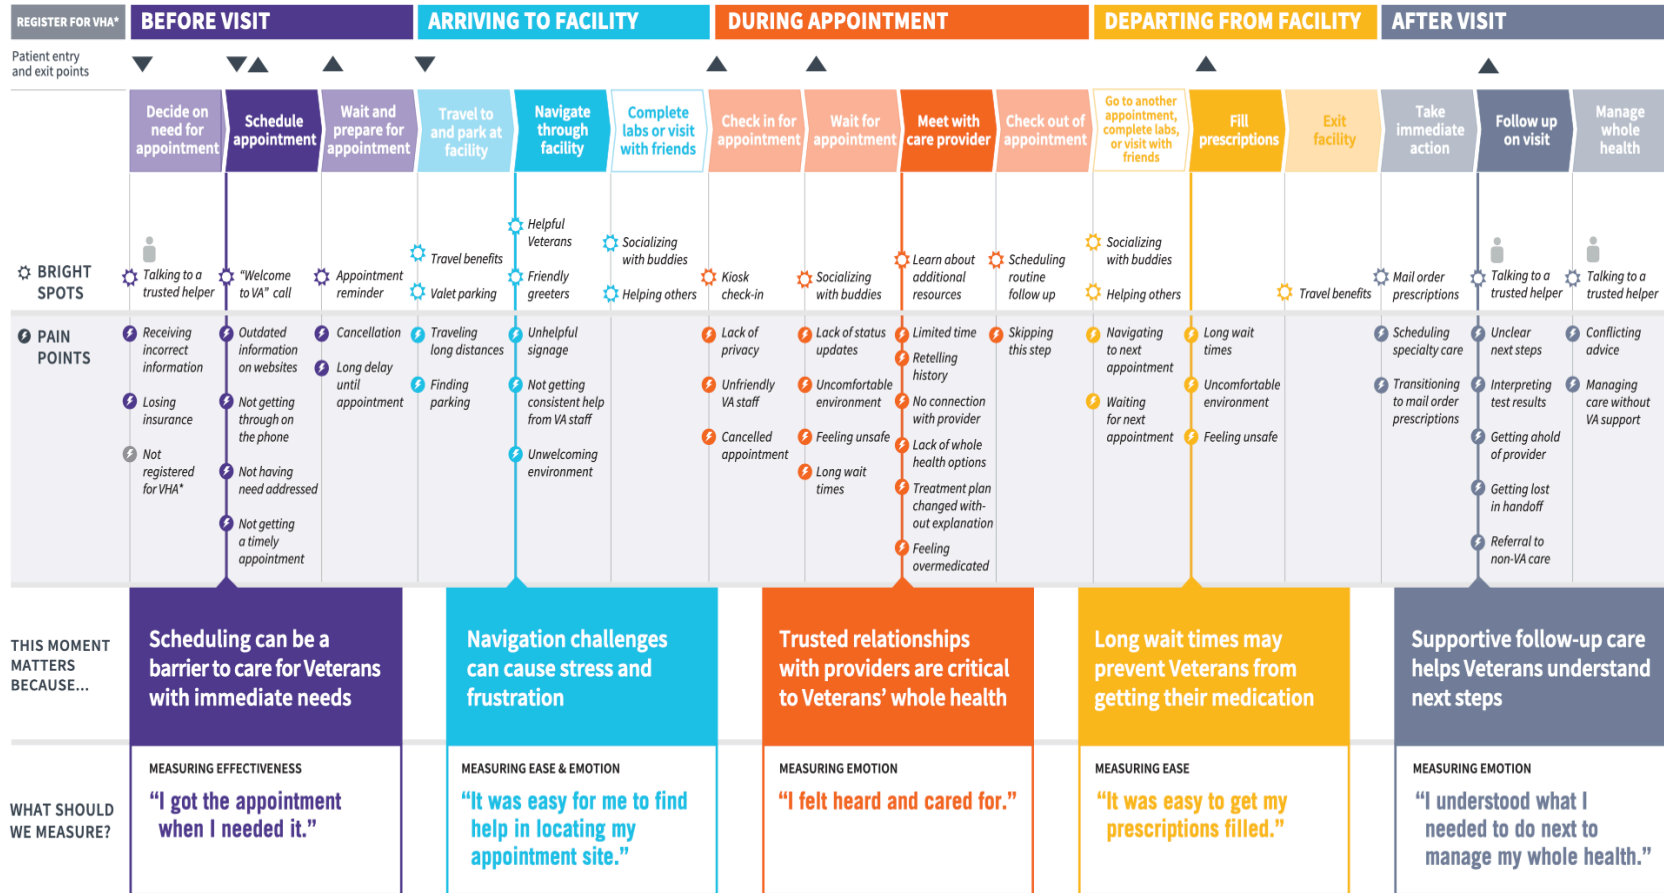 REGISTER FOR VHA*
BEFORE VISIT
ARRIVING TO FACILITY
DURING APPOINTMENT
DEPARTING FROM FACILITY
AFTER VISIT
Patient entry
and exit points
Decide on
need for
appointment
Schedule
appointment
Wait and
prepare for
appointment
Travel to
and park at
facility
Navigate
through
facility
Complete
labs or visit
with friends
Check in for
appointment
Wait for
appointment
Meet with
care provider
Check out of
appointment
Go to another
appointment,
complete labs,
or visit with
friends
Fill
prescriptions
Exit
facility
Take
immediate
action
Follow up
on visit
Manage
whole
health
BRIGHT
SPOTS
Talking to a
trusted helper
"Welcome
to VA" call
Appointment
reminder
Travel benefits
Valet parking
Helpful
Veterans
Friendly
greeters
Socializing
with buddies
Helping others
Kiosk
check-in
Socializing
with buddies
Learn about
additional
resources
Scheduling
routine
follow up
Socializing
with buddies
Helping others
Travel benefits
Mail order
prescriptions
Talking to a
trusted helper
Talking to a
trusted helper
PAIN
POINTS
Receiving
incorrect
information
Losing
insurance
Not
registered
for VHA*
Outdated
information
on websites
Not getting
through on
the phone
Not having
need addressed
Not getting
a timely
appointment
Cancellation
Long delay
until
appointment
Traveling
long distances
Finding
parking
Unhelpful
signage
Not getting
consistent help
from VA staff
Unwelcoming
environment
Lack of
privacy
Unfriendly
VA staff
Cancelled
appointment
Lack of status
updates
Uncomfortable
environment
Feeling unsafe
Long wait
times
Limited time
Retelling
history
No connection
with provider
Lack of whole
health options
Treatment plan
changed with-
out explanation
Feeling
overmedicated
Skipping
this step
Navigating
to next
appointment
Waiting
for next
appointment
Long wait
times
Uncomfortable
environment
Feeling unsafe
Scheduling
specialty care
Transitioning
to mail order
prescriptions
Unclear
next steps
Interpreting
test results
Getting ahold
of provider
Getting lost
in handoff
Referral to
non-VA care
Conflicting
advice
Managing
care without
VA support
THIS MOMENT
MATTERS
BECAUSE...
Scheduling can be a
barrier to care for Veterans
with immediate needs
Navigation challenges
can cause stress and
frustration
Trusted relationships
with providers are critical
to Veterans' whole health
Long wait times may
prevent Veterans from
getting their medication
Supportive follow-up care
helps Veterans understand
next steps
WHAT SHOULD
WE MEASURE?
MEASURING EFFECTIVENESS
"I got the appointment
when I needed it."
MEASURING EASE & EMOTION
"It was easy for me to find
help in locating my
appointment site."
MEASURING EMOTION
"I felt heard and cared for."
MEASURING EASE
"It was easy to get my
prescriptions filled."
MEASURING EMOTION
"I understood what I
needed to do next to
manage my whole health."